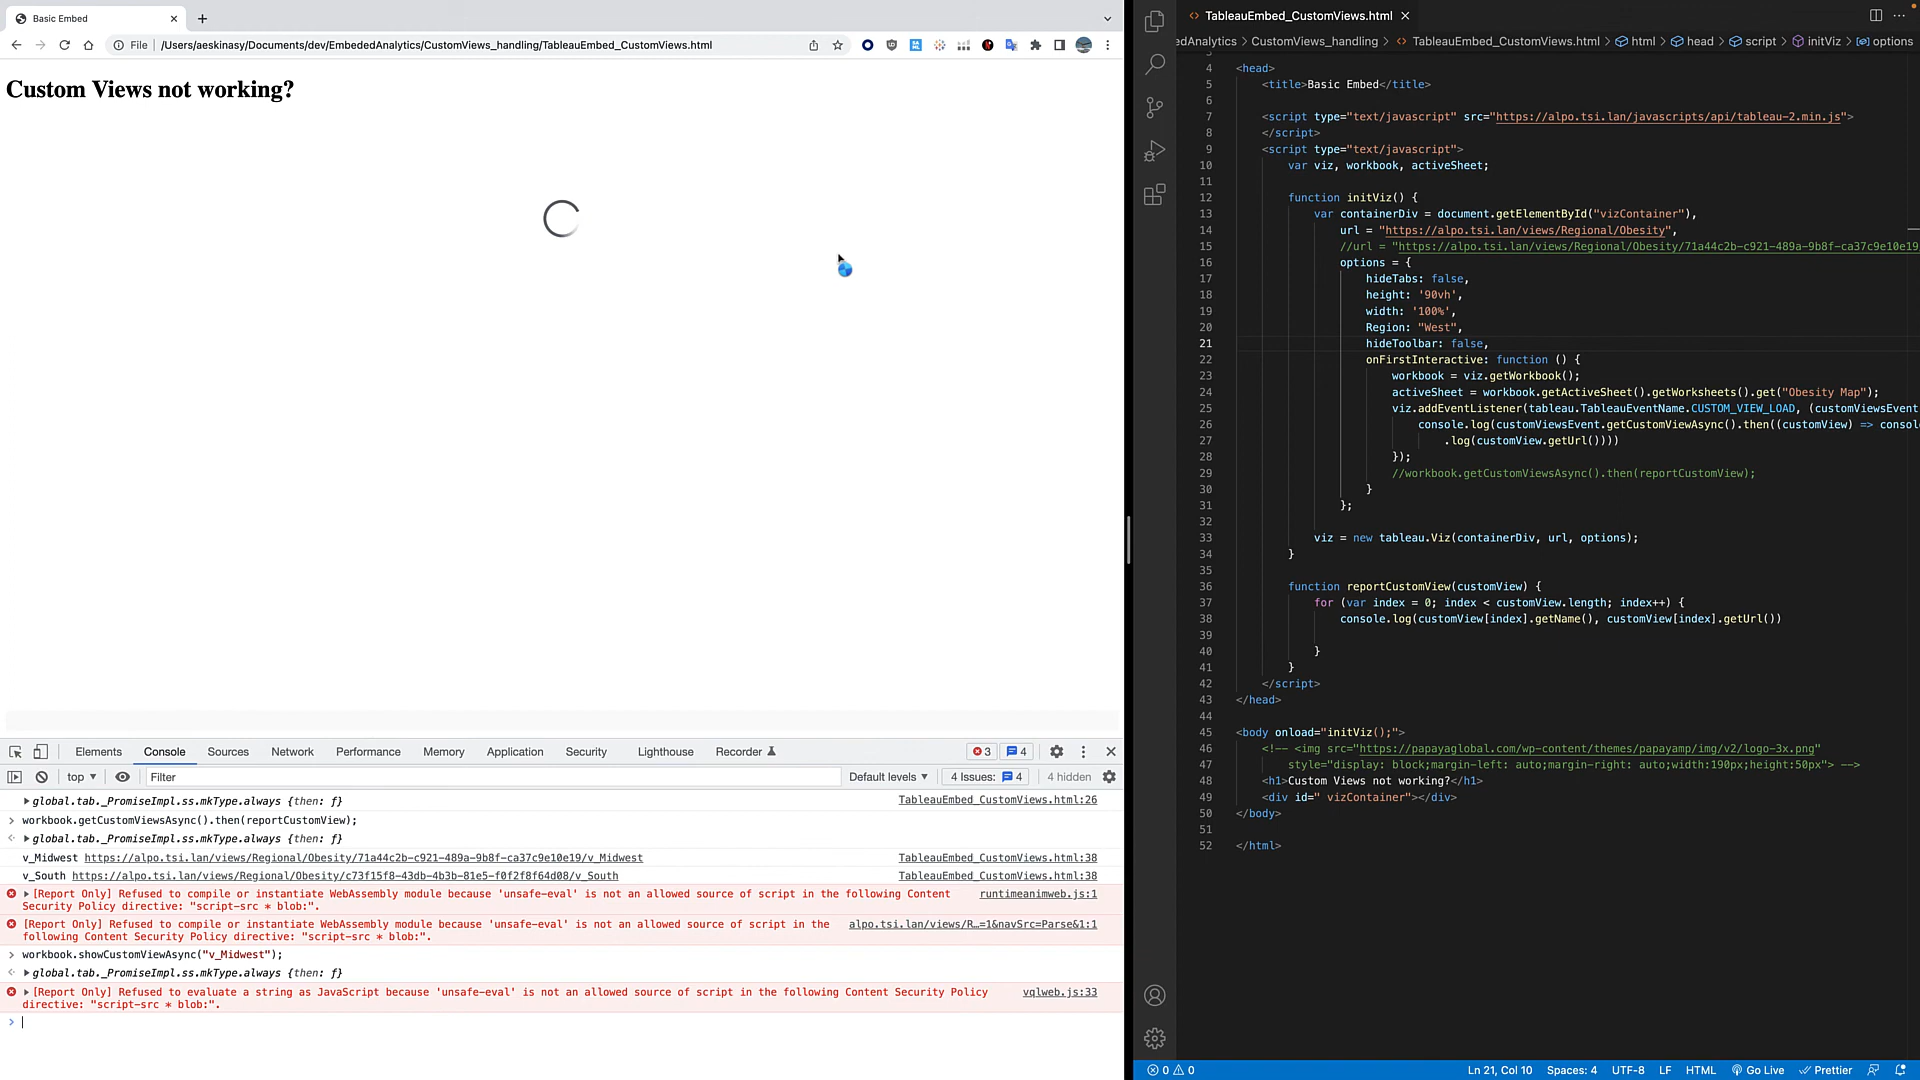 Basic Embed
File
/Users/aeskinasy/Documents/dev/EmbededAnalytics/CustomViews_handling/TableauEmbed_CustomViews.html
Custom Views not working?
Elements
Console
Sources
Network
Performance
Memory
Application
Security
Lighthouse
Recorder
3
4
top
Filter
Default levels
4 Issues:
4
4 hidden
global.tab._PromiseImpl.ss.mkType.always {then: ƒ}
TableauEmbed_CustomViews.html:26
workbook.getCustomViewsAsync().then(reportCustomView);
global.tab._PromiseImpl.ss.mkType.always {then: ƒ}
v_Midwest https://alpo.tsi.lan/views/Regional/Obesity/71a44c2b-c921-489a-9b8f-ca37c9e10e19/v_Midwest
TableauEmbed_CustomViews.html:38
v_South https://alpo.tsi.lan/views/Regional/Obesity/c73f15f8-43db-4b3b-81e5-f0f2f8f64d08/v_South
TableauEmbed_CustomViews.html:38
[Report Only] Refused to compile or instantiate WebAssembly module because 'unsafe-eval' is not an allowed source of script in the following Content
runtimeanimweb.js:1
Security Policy directive: "script-src * blob:".
[Report Only] Refused to compile or instantiate WebAssembly module because 'unsafe-eval' is not an allowed source of script in the
alpo.tsi.lan/views/R…=1&navSrc=Parse&1:1
following Content Security Policy directive: "script-src * blob:".
workbook.showCustomViewAsync("v_Midwest");
global.tab._PromiseImpl.ss.mkType.always {then: ƒ}
[Report Only] Refused to evaluate a string as JavaScript because 'unsafe-eval' is not an allowed source of script in the following Content Security Policy
vqlweb.js:33
directive: "script-src * blob:".
TableauEmbed_CustomViews.html
edAnalytics > CustomViews_handling > TableauEmbed_CustomViews.html > html > head > script > initViz > options
4 <head>
5 <title>Basic Embed</title>
6
7 <script type="text/javascript" src="https://alpo.tsi.lan/javascripts/api/tableau-2.min.js">
8 </script>
9 <script type="text/javascript">
10 var viz, workbook, activeSheet;
11
12 function initViz() {
13 var containerDiv = document.getElementById("vizContainer"),
14 url = "https://alpo.tsi.lan/views/Regional/Obesity",
15 //url = "https://alpo.tsi.lan/views/Regional/Obesity/71a44c2b-c921-489a-9b8f-ca37c9e10e19
16 options = {
17 hideTabs: false,
18 height: '90vh',
19 width: '100%',
20 Region: "West",
21 hideToolbar: false,
22 onFirstInteractive: function () {
23 workbook = viz.getWorkbook();
24 activeSheet = workbook.getActiveSheet().getWorksheets().get("Obesity Map");
25 viz.addEventListener(tableau.TableauEventName.CUSTOM_VIEW_LOAD, (customViewsEvent
26 console.log(customViewsEvent.getCustomViewAsync().then((customView) => consol
27 .log(customView.getUrl())))
28 });
29 //workbook.getCustomViewsAsync().then(reportCustomView);
30 }
31 };
32
33 viz = new tableau.Viz(containerDiv, url, options);
34 }
35
36 function reportCustomView(customView) {
37 for (var index = 0; index < customView.length; index++) {
38 console.log(customView[index].getName(), customView[index].getUrl())
39
40 }
41 }
42 </script>
43 </head>
44
45 <body onload="initViz();">
46 <!-- <img src="https://papayaglobal.com/wp-content/themes/papayamp/img/v2/logo-3x.png"
47 style="display: block;margin-left: auto;margin-right: auto;width:190px;height:50px"> -->
48 <h1>Custom Views not working?</h1>
49 <div id=" vizContainer"></div>
50 </body>
51
52 </html>
0 0
Ln 21, Col 10
Spaces: 4
UTF-8
LF
HTML
Go Live
Prettier